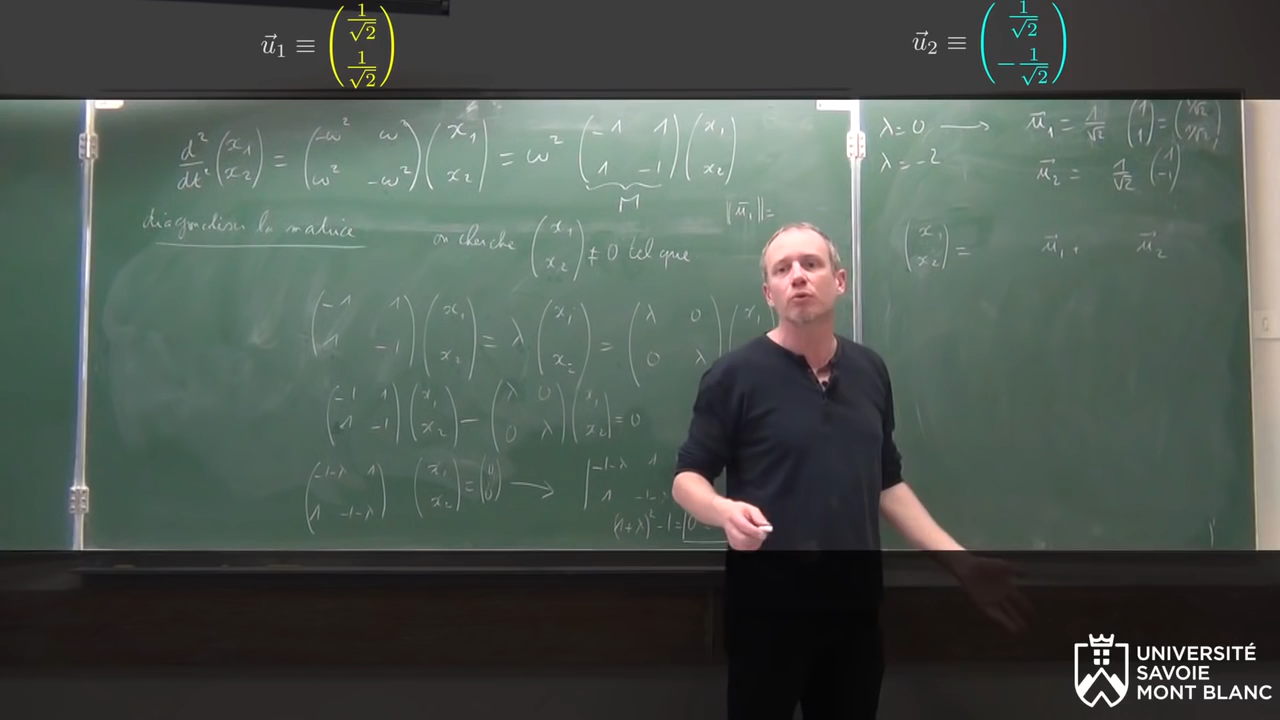 u⃗₁ ≡ (1/√2 ; 1/√2)
u⃗₂ ≡ (1/√2 ; −1/√2)
d²/dt² (x₁ ; x₂) = (−ω² ω² ; ω² −ω²) (x₁ ; x₂) = ω² (−1 1 ; 1 −1) (x₁ ; x₂)
M
diagonaliser la matrice
on cherche (x₁ ; x₂) ≠ 0 tel que
‖u⃗₁‖ =
(−1 1 ; 1 −1) (x₁ ; x₂) = λ (x₁ ; x₂) = (λ 0 ; 0 λ) (x₁
(−1 1 ; 1 −1) (x₁ ; x₂) − (λ 0 ; 0 λ) (x₁ ; x₂) = 0
(−1−λ 1 ; 1 −1−λ) (x₁ ; x₂) = (0 ; 0) → |−1−λ 1 ; 1 −1−
(1+λ)² − 1 = 0
λ = 0 → u⃗₁ = 1/√2 (1 ; 1) = (1/√2 ; 1/√2)
λ = −2 u⃗₂ = 1/√2 (1 ; −1)
(x₁ ; x₂) = u⃗₁ + u⃗₂
UNIVERSITÉ
SAVOIE
MONT BLANC